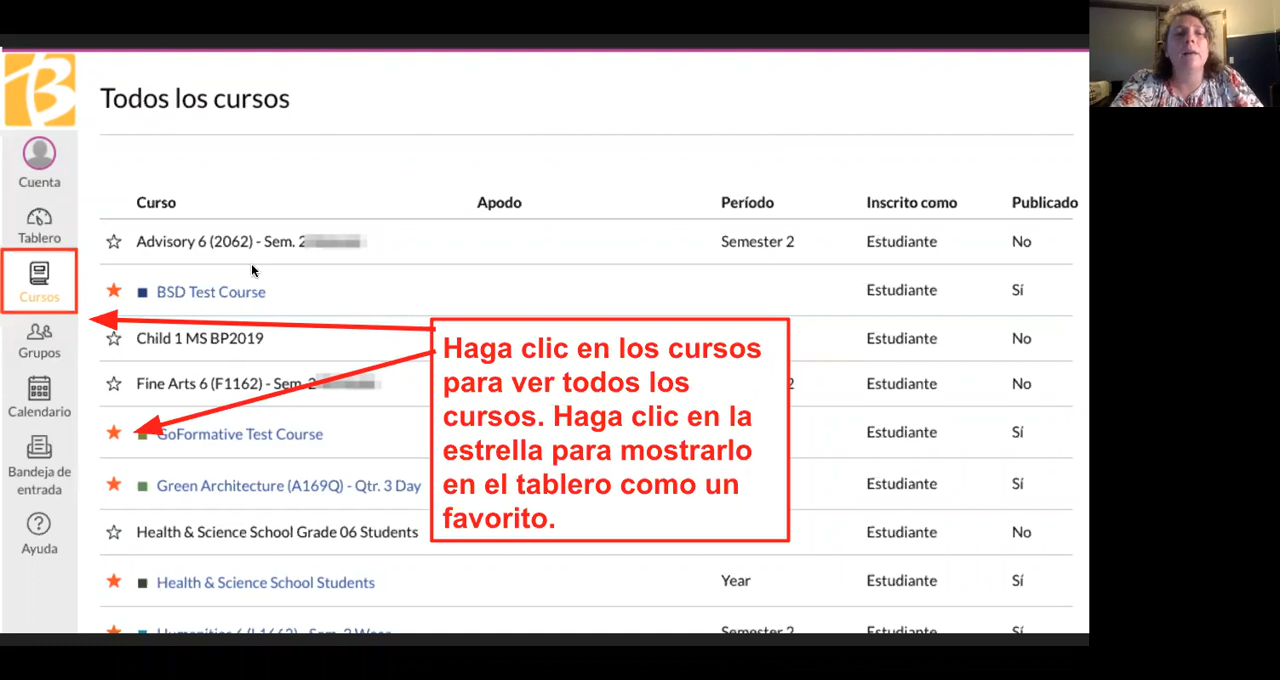 Todos los cursos
Cuenta
Tablero
Cursos
Grupos
Calendario
Bandeja de
entrada
Ayuda
Curso Apodo Período Inscrito como Publicado
Advisory 6 (2062) - Sem. 2 Semester 2 Estudiante No
BSD Test Course Estudiante Sí
Child 1 MS BP2019 Estudiante No
Fine Arts 6 (F1162) - Sem. 2 2 Estudiante No
GoFormative Test Course Estudiante Sí
Green Architecture (A169Q) - Qtr. 3 Day Estudiante Sí
Health & Science School Grade 06 Students Estudiante No
Health & Science School Students Year Estudiante Sí
Semester 2 Estudiante Sí
Haga clic en los cursos
para ver todos los
cursos. Haga clic en la
estrella para mostrarlo
en el tablero como un
favorito.